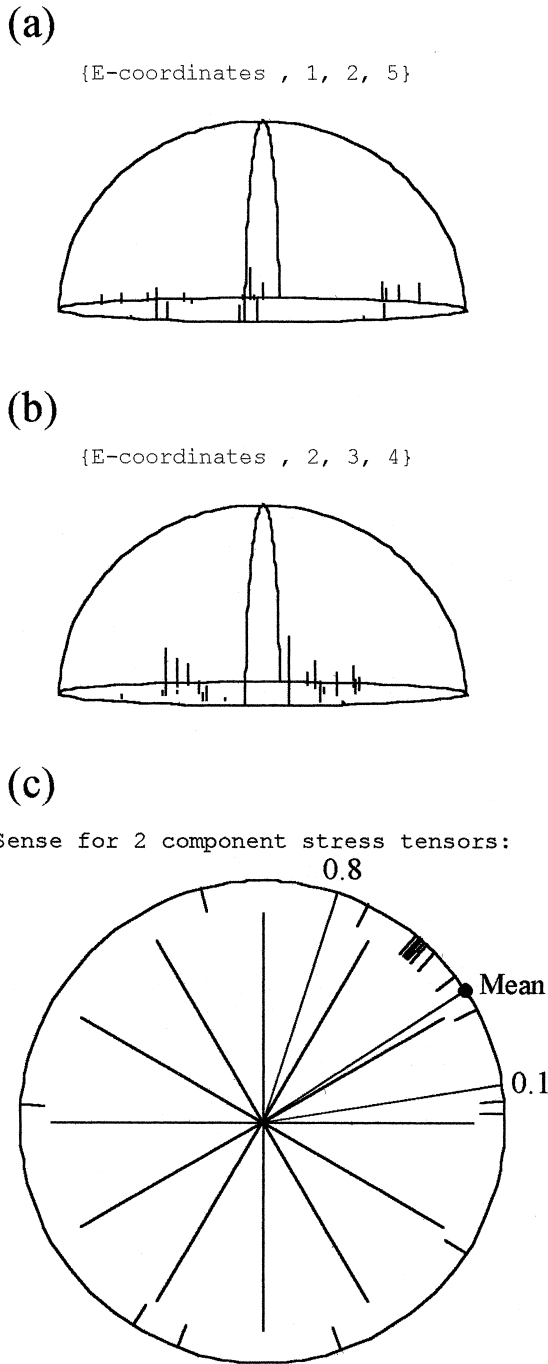 (a)
{E-coordinates , 1, 2, 5}
(b)
{E-coordinates , 2, 3, 4}
(c)
Sense for 2 component stress tensors:
0.8
Mean
0.1